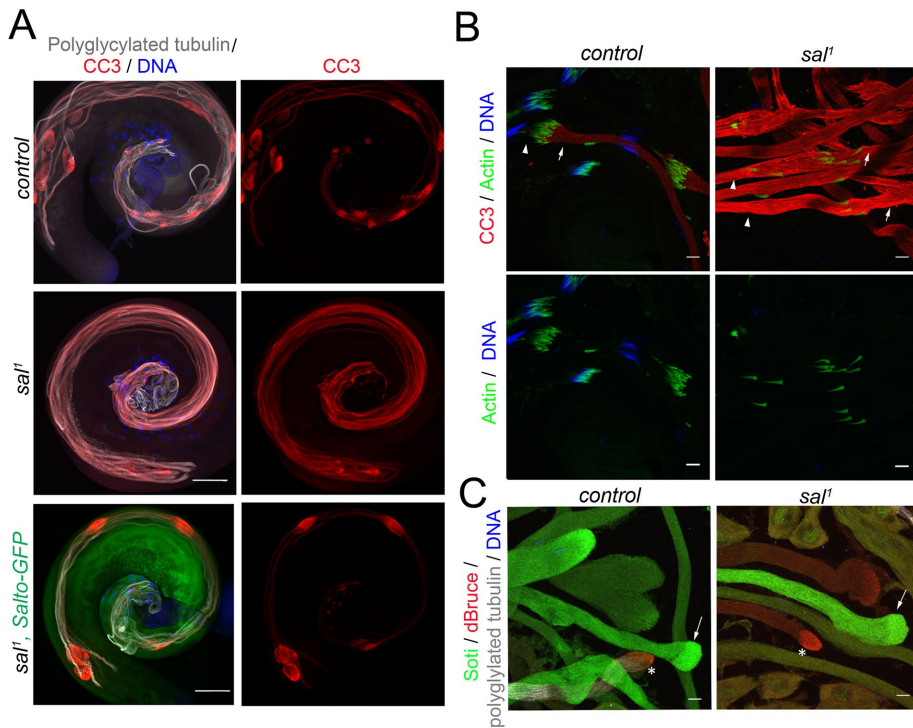 A
Polyglycylated tubulin/
CC3 / DNA
CC3
control
sal¹
sal¹, Salto-GFP
B
control
sal¹
CC3 / Actin / DNA
Actin / DNA
C
control
sal¹
Soti / dBruce /
polyglylated tubulin / DNA
*
*